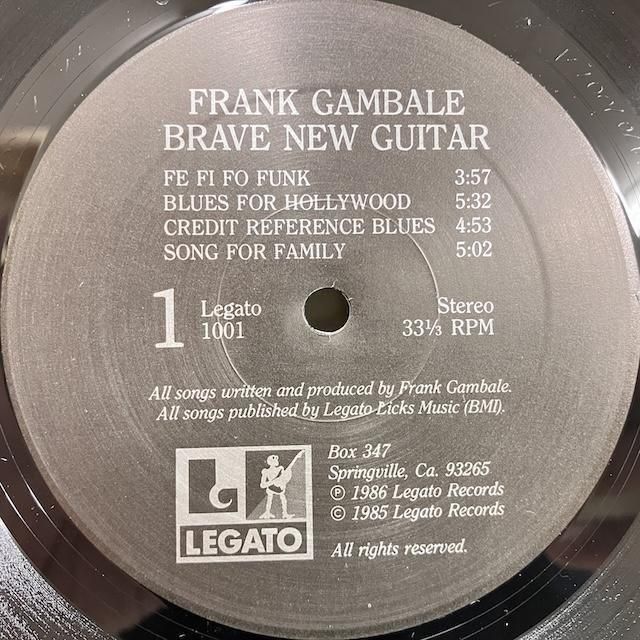 FRANK GAMBALE
BRAVE NEW GUITAR
FE FI FO FUNK 3:57
BLUES FOR HOLLYWOOD 5:32
CREDIT REFERENCE BLUES 4:53
SONG FOR FAMILY 5:02
1
Legato Stereo
1001 33⅓ RPM
All songs written and produced by Frank Gambale.
All songs published by Legato Licks Music (BMI).
Box 347
Springville, Ca. 93265
℗ 1986 Legato Records
© 1985 Legato Records
All rights reserved.
LEGATO